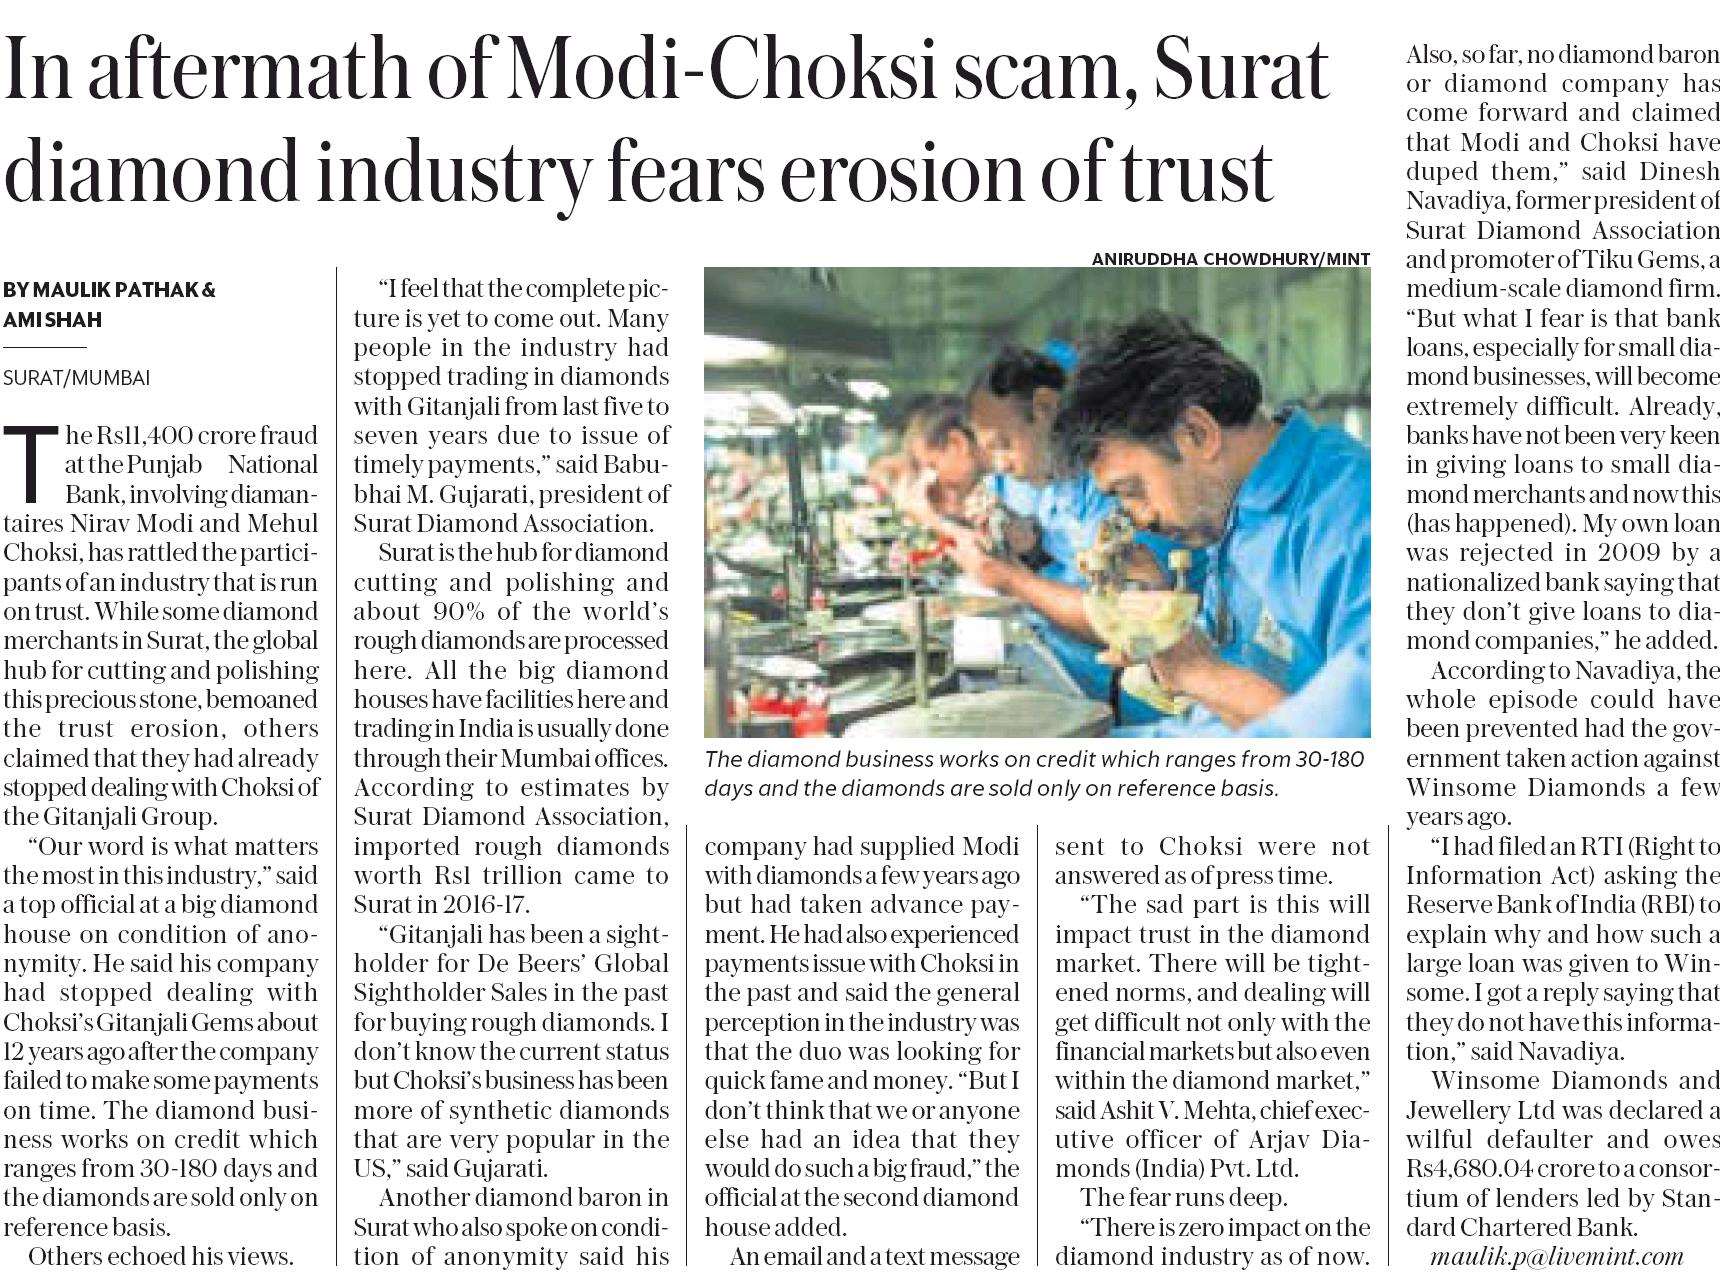 In aftermath of Modi-Choksi scam, Surat
diamond industry fears erosion of trust
BY MAULIK PATHAK &
AMI SHAH
SURAT/MUMBAI
The Rs11,400 crore fraud
at the Punjab National
Bank, involving diaman-
taires Nirav Modi and Mehul
Choksi, has rattled the partici-
pants of an industry that is run
on trust. While some diamond
merchants in Surat, the global
hub for cutting and polishing
this precious stone, bemoaned
the trust erosion, others
claimed that they had already
stopped dealing with Choksi of
the Gitanjali Group.
“Our word is what matters
the most in this industry,” said
a top official at a big diamond
house on condition of ano-
nymity. He said his company
had stopped dealing with
Choksi’s Gitanjali Gems about
12 years ago after the company
failed to make some payments
on time. The diamond busi-
ness works on credit which
ranges from 30-180 days and
the diamonds are sold only on
reference basis.
Others echoed his views.
“I feel that the complete pic-
ture is yet to come out. Many
people in the industry had
stopped trading in diamonds
with Gitanjali from last five to
seven years due to issue of
timely payments,” said Babu-
bhai M. Gujarati, president of
Surat Diamond Association.
Surat is the hub for diamond
cutting and polishing and
about 90% of the world’s
rough diamonds are processed
here. All the big diamond
houses have facilities here and
trading in India is usually done
through their Mumbai offices.
According to estimates by
Surat Diamond Association,
imported rough diamonds
worth Rs1 trillion came to
Surat in 2016-17.
“Gitanjali has been a sight-
holder for De Beers’ Global
Sightholder Sales in the past
for buying rough diamonds. I
don’t know the current status
but Choksi’s business has been
more of synthetic diamonds
that are very popular in the
US,” said Gujarati.
Another diamond baron in
Surat who also spoke on condi-
tion of anonymity said his
ANIRUDDHA CHOWDHURY/MINT
The diamond business works on credit which ranges from 30-180
days and the diamonds are sold only on reference basis.
company had supplied Modi
with diamonds a few years ago
but had taken advance pay-
ment. He had also experienced
payments issue with Choksi in
the past and said the general
perception in the industry was
that the duo was looking for
quick fame and money. “But I
don’t think that we or anyone
else had an idea that they
would do such a big fraud,” the
official at the second diamond
house added.
An email and a text message
sent to Choksi were not
answered as of press time.
“The sad part is this will
impact trust in the diamond
market. There will be tight-
ened norms, and dealing will
get difficult not only with the
financial markets but also even
within the diamond market,”
said Ashit V. Mehta, chief exec-
utive officer of Arjav Dia-
monds (India) Pvt. Ltd.
The fear runs deep.
“There is zero impact on the
diamond industry as of now.
Also, so far, no diamond baron
or diamond company has
come forward and claimed
that Modi and Choksi have
duped them,” said Dinesh
Navadiya, former president of
Surat Diamond Association
and promoter of Tiku Gems, a
medium-scale diamond firm.
“But what I fear is that bank
loans, especially for small dia-
mond businesses, will become
extremely difficult. Already,
banks have not been very keen
in giving loans to small dia-
mond merchants and now this
(has happened). My own loan
was rejected in 2009 by a
nationalized bank saying that
they don’t give loans to dia-
mond companies,” he added.
According to Navadiya, the
whole episode could have
been prevented had the gov-
ernment taken action against
Winsome Diamonds a few
years ago.
“I had filed an RTI (Right to
Information Act) asking the
Reserve Bank of India (RBI) to
explain why and how such a
large loan was given to Win-
some. I got a reply saying that
they do not have this informa-
tion,” said Navadiya.
Winsome Diamonds and
Jewellery Ltd was declared a
wilful defaulter and owes
Rs4,680.04 crore to a consor-
tium of lenders led by Stan-
dard Chartered Bank.
maulik.p@livemint.com